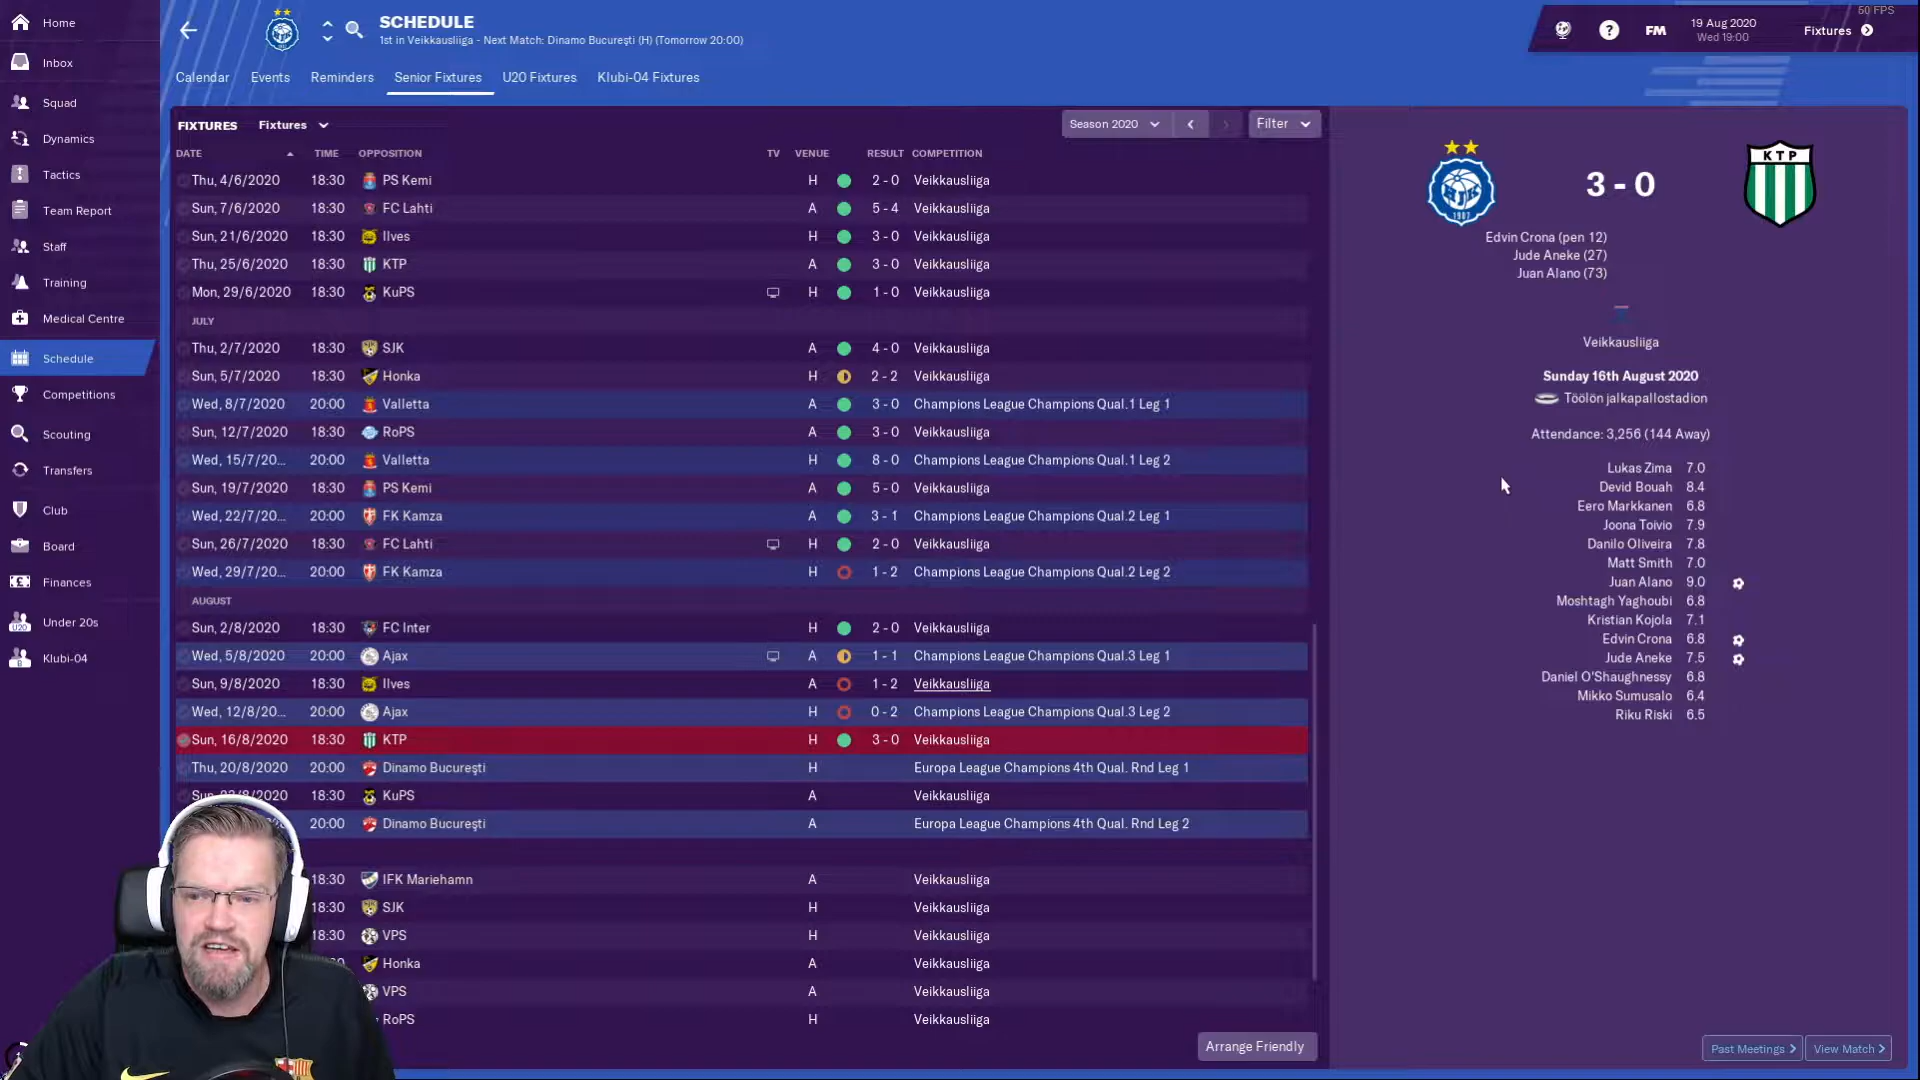 50 FPS
Home
SCHEDULE
1st in Veikkausliiga - Next Match: Dinamo București (H) (Tomorrow 20:00)
?
FM
19 Aug 2020
Wed 19:00
Fixtures
Inbox
Calendar Events Reminders Senior Fixtures U20 Fixtures Klubi-04 Fixtures
Squad
Dynamics
Tactics
Team Report
Staff
Training
Medical Centre
Schedule
Competitions
Scouting
Transfers
Club
Board
Finances
U20
Under 20s
Klubi-04
FIXTURES Fixtures Season 2020 Filter
DATE TIME OPPOSITION TV VENUE RESULT COMPETITION
Thu, 4/6/2020 18:30 PS Kemi H 2 - 0 Veikkausliiga
Sun, 7/6/2020 18:30 FC Lahti A 5 - 4 Veikkausliiga
Sun, 21/6/2020 18:30 Ilves H 3 - 0 Veikkausliiga
Thu, 25/6/2020 18:30 KTP A 3 - 0 Veikkausliiga
Mon, 29/6/2020 18:30 KuPS H 1 - 0 Veikkausliiga
JULY
Thu, 2/7/2020 18:30 SJK A 4 - 0 Veikkausliiga
Sun, 5/7/2020 18:30 Honka H 2 - 2 Veikkausliiga
Wed, 8/7/2020 20:00 Valletta A 3 - 0 Champions League Champions Qual.1 Leg 1
Sun, 12/7/2020 18:30 RoPS A 3 - 0 Veikkausliiga
Wed, 15/7/20... 20:00 Valletta H 8 - 0 Champions League Champions Qual.1 Leg 2
Sun, 19/7/2020 18:30 PS Kemi A 5 - 0 Veikkausliiga
Wed, 22/7/20... 20:00 FK Kamza A 3 - 1 Champions League Champions Qual.2 Leg 1
Sun, 26/7/2020 18:30 FC Lahti H 2 - 0 Veikkausliiga
Wed, 29/7/20... 20:00 FK Kamza H 1 - 2 Champions League Champions Qual.2 Leg 2
AUGUST
Sun, 2/8/2020 18:30 FC Inter H 2 - 0 Veikkausliiga
Wed, 5/8/2020 20:00 Ajax A 1 - 1 Champions League Champions Qual.3 Leg 1
Sun, 9/8/2020 18:30 Ilves A 1 - 2 Veikkausliiga
Wed, 12/8/20... 20:00 Ajax H 0 - 2 Champions League Champions Qual.3 Leg 2
Sun, 16/8/2020 18:30 KTP H 3 - 0 Veikkausliiga
Thu, 20/8/2020 20:00 Dinamo București H Europa League Champions 4th Qual. Rnd Leg 1
Sun, 23/8/2020 18:30 KuPS A Veikkausliiga
20:00 Dinamo București A Europa League Champions 4th Qual. Rnd Leg 2
18:30 IFK Mariehamn A Veikkausliiga
18:30 SJK H Veikkausliiga
18:30 VPS H Veikkausliiga
Honka A Veikkausliiga
VPS A Veikkausliiga
RoPS H Veikkausliiga
Arrange Friendly
HJK
1907
3 - 0
KTP
Edvin Crona (pen 12)
Jude Aneke (27)
Juan Alano (73)
Veikkausliiga
Sunday 16th August 2020
Töölön jalkapallostadion
Attendance: 3,256 (144 Away)
Lukas Zima 7.0
Devid Bouah 8.4
Eero Markkanen 6.8
Joona Toivio 7.9
Danilo Oliveira 7.8
Matt Smith 7.0
Juan Alano 9.0
Moshtagh Yaghoubi 6.8
Kristian Kojola 7.1
Edvin Crona 6.8
Jude Aneke 7.5
Daniel O'Shaughnessy 6.8
Mikko Sumusalo 6.4
Riku Riski 6.5
Past Meetings View Match